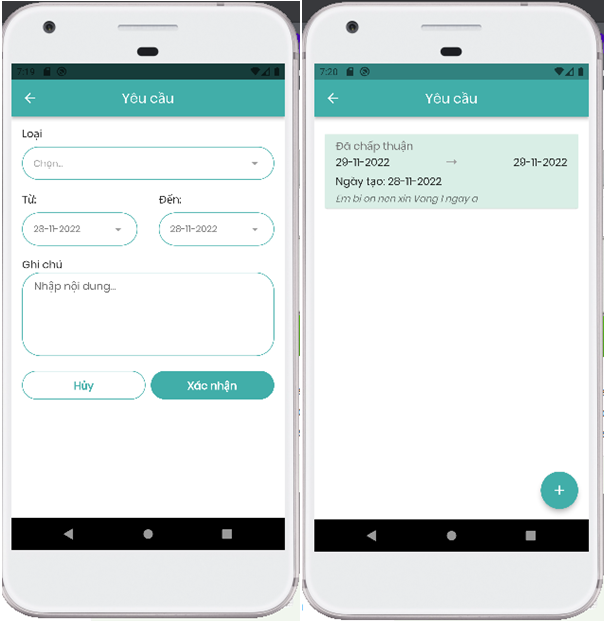 7:19
Yêu cầu
Loại
Chọn...
Từ:
Đến:
28-11-2022
28-11-2022
Ghi chú
Nhập nội dung...
Hủy
Xác nhận
7:20
Yêu cầu
Đã chấp thuận
29-11-2022 → 29-11-2022
Ngày tạo: 28-11-2022
Em bi on nen xin Vang 1 ngay a